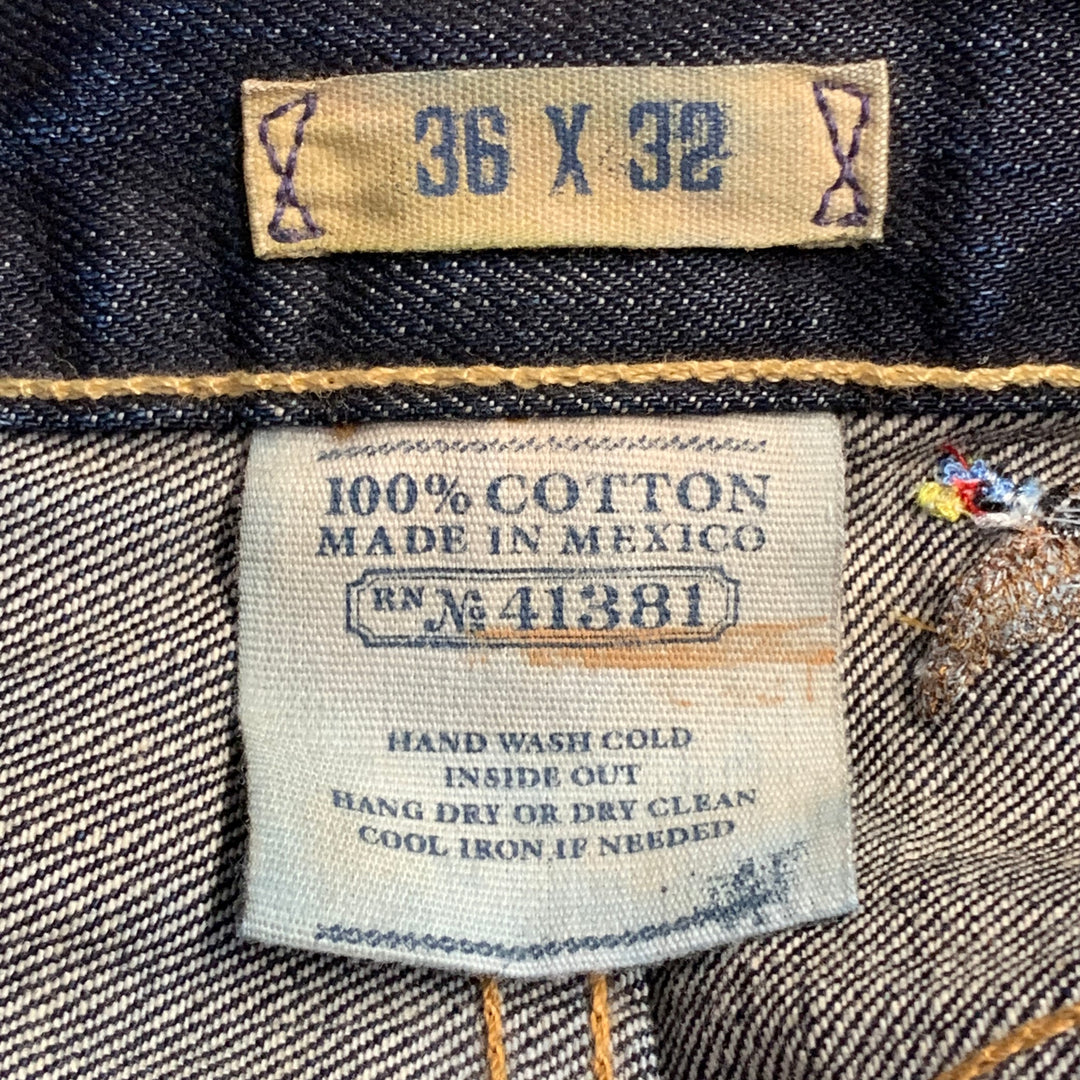 36 X 32
100% COTTON
MADE IN MEXICO
RN № 41381
HAND WASH COLD
INSIDE OUT
HANG DRY OR DRY CLEAN
COOL IRON IF NEEDED